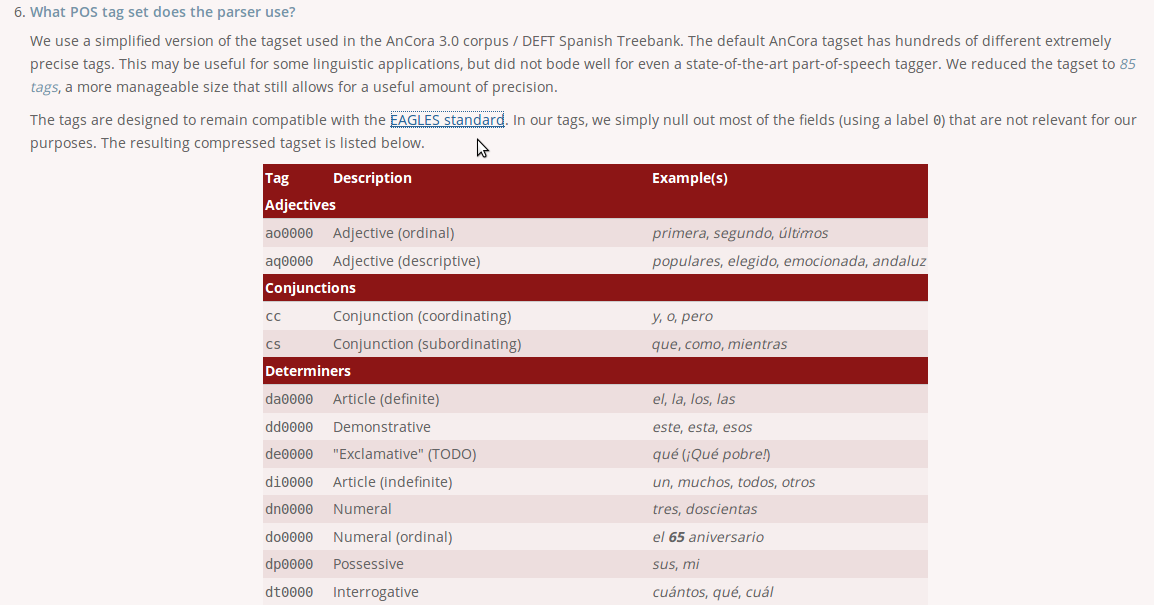 6. What POS tag set does the parser use?
We use a simplified version of the tagset used in the AnCora 3.0 corpus / DEFT Spanish Treebank. The default AnCora tagset has hundreds of different extremely
precise tags. This may be useful for some linguistic applications, but did not bode well for even a state-of-the-art part-of-speech tagger. We reduced the tagset to 85
tags, a more manageable size that still allows for a useful amount of precision.
The tags are designed to remain compatible with the EAGLES standard. In our tags, we simply null out most of the fields (using a label 0) that are not relevant for our
purposes. The resulting compressed tagset is listed below.
Tag Description Example(s)
Adjectives
ao0000 Adjective (ordinal) primera, segundo, últimos
aq0000 Adjective (descriptive) populares, elegido, emocionada, andaluz
Conjunctions
cc Conjunction (coordinating) y, o, pero
cs Conjunction (subordinating) que, como, mientras
Determiners
da0000 Article (definite) el, la, los, las
dd0000 Demonstrative este, esta, esos
de0000 "Exclamative" (TODO) qué (¡Qué pobre!)
di0000 Article (indefinite) un, muchos, todos, otros
dn0000 Numeral tres, doscientas
do0000 Numeral (ordinal) el 65 aniversario
dp0000 Possessive sus, mi
dt0000 Interrogative cuántos, qué, cuál